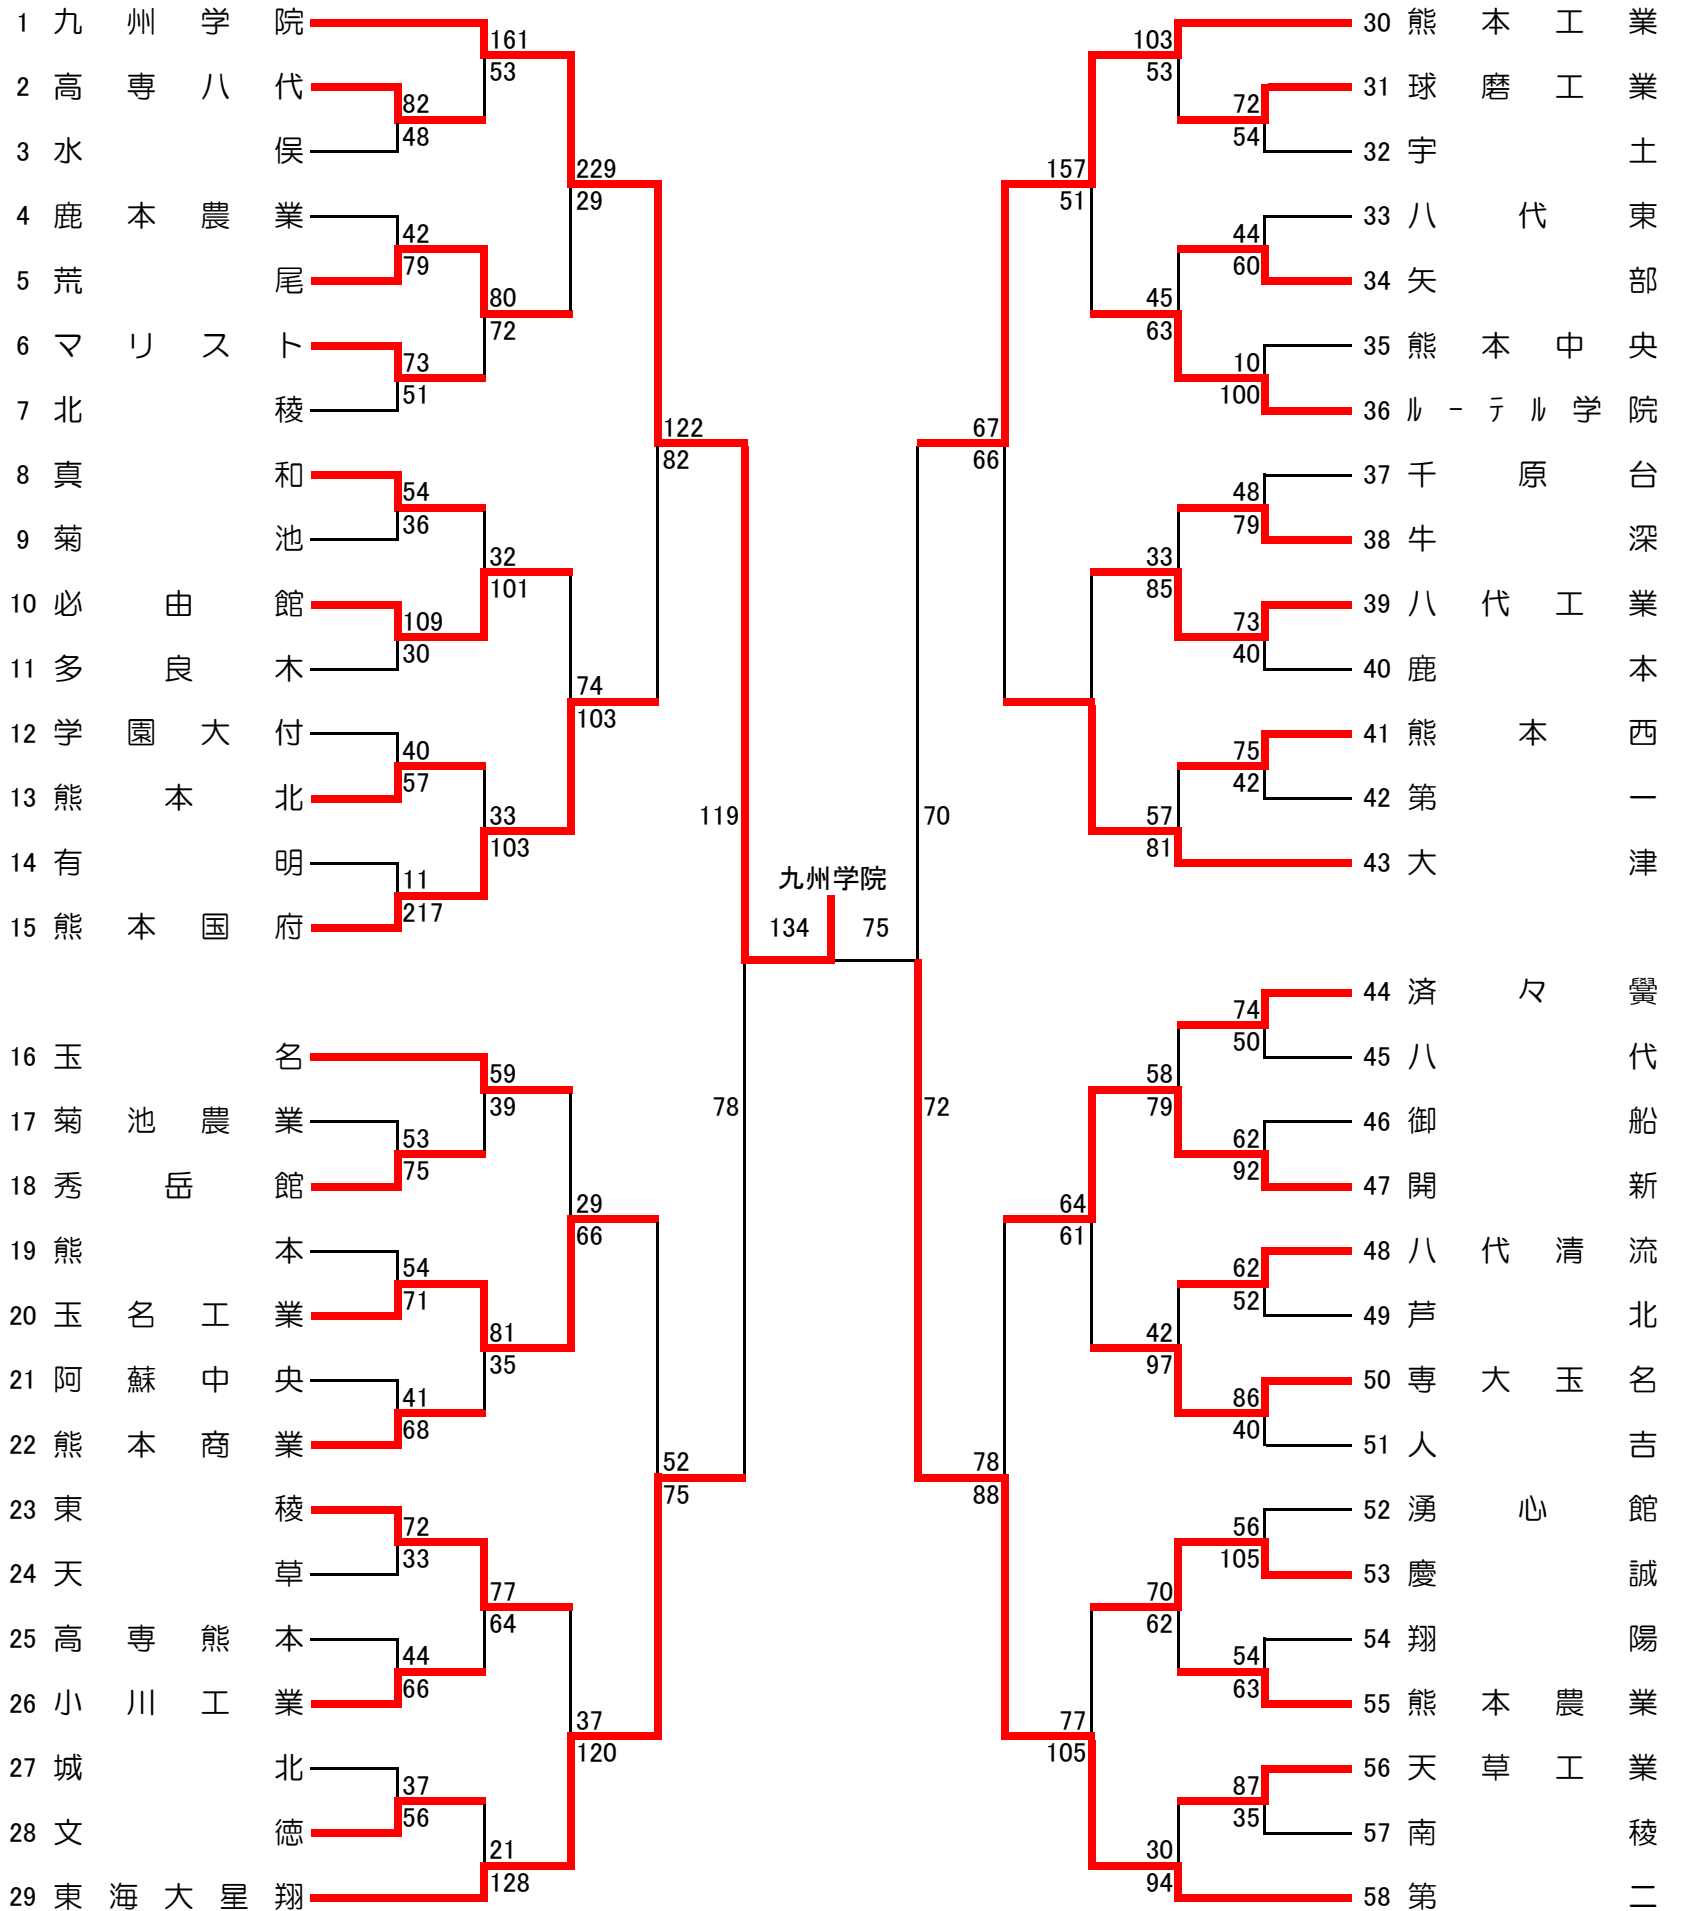 1 九州学院
2 高専八代
3 水俣
4 鹿本農業
5 荒尾
6 マリスト
7 北稜
8 真和
9 菊池
10 必由館
11 多良木
12 学園大付
13 熊本北
14 有明
15 熊本国府
16 玉名
17 菊池農業
18 秀岳館
19 熊本
20 玉名工業
21 阿蘇中央
22 熊本商業
23 東稜
24 天草
25 高専熊本
26 小川工業
27 城北
28 文徳
29 東海大星翔
161
53
82
48
229
29
42
79
80
72
73
51
122
82
54
36
32
101
109
30
74
103
40
57
33
103
11
217
119
59
39
53
75
78
29
66
54
71
81
35
41
68
52
75
72
33
77
64
44
66
37
120
37
56
21
128
九州学院
134 75
103
53
72
54
157
51
44
60
45
63
10
100
67
66
48
79
33
85
73
40
75
42
57
81
70
74
50
58
79
62
92
72
64
61
62
52
42
97
86
40
78
88
56
105
70
62
54
63
77
105
87
35
30
94
30 熊本工業
31 球磨工業
32 宇土
33 八代東
34 矢部
35 熊本中央
36 ﾙｰﾃﾙ学院
37 千原台
38 牛深
39 八代工業
40 鹿本
41 熊本西
42 第一
43 大津
44 済々黌
45 八代
46 御船
47 開新
48 八代清流
49 芦北
50 専大玉名
51 人吉
52 湧心館
53 慶誠
54 翔陽
55 熊本農業
56 天草工業
57 南稜
58 第二